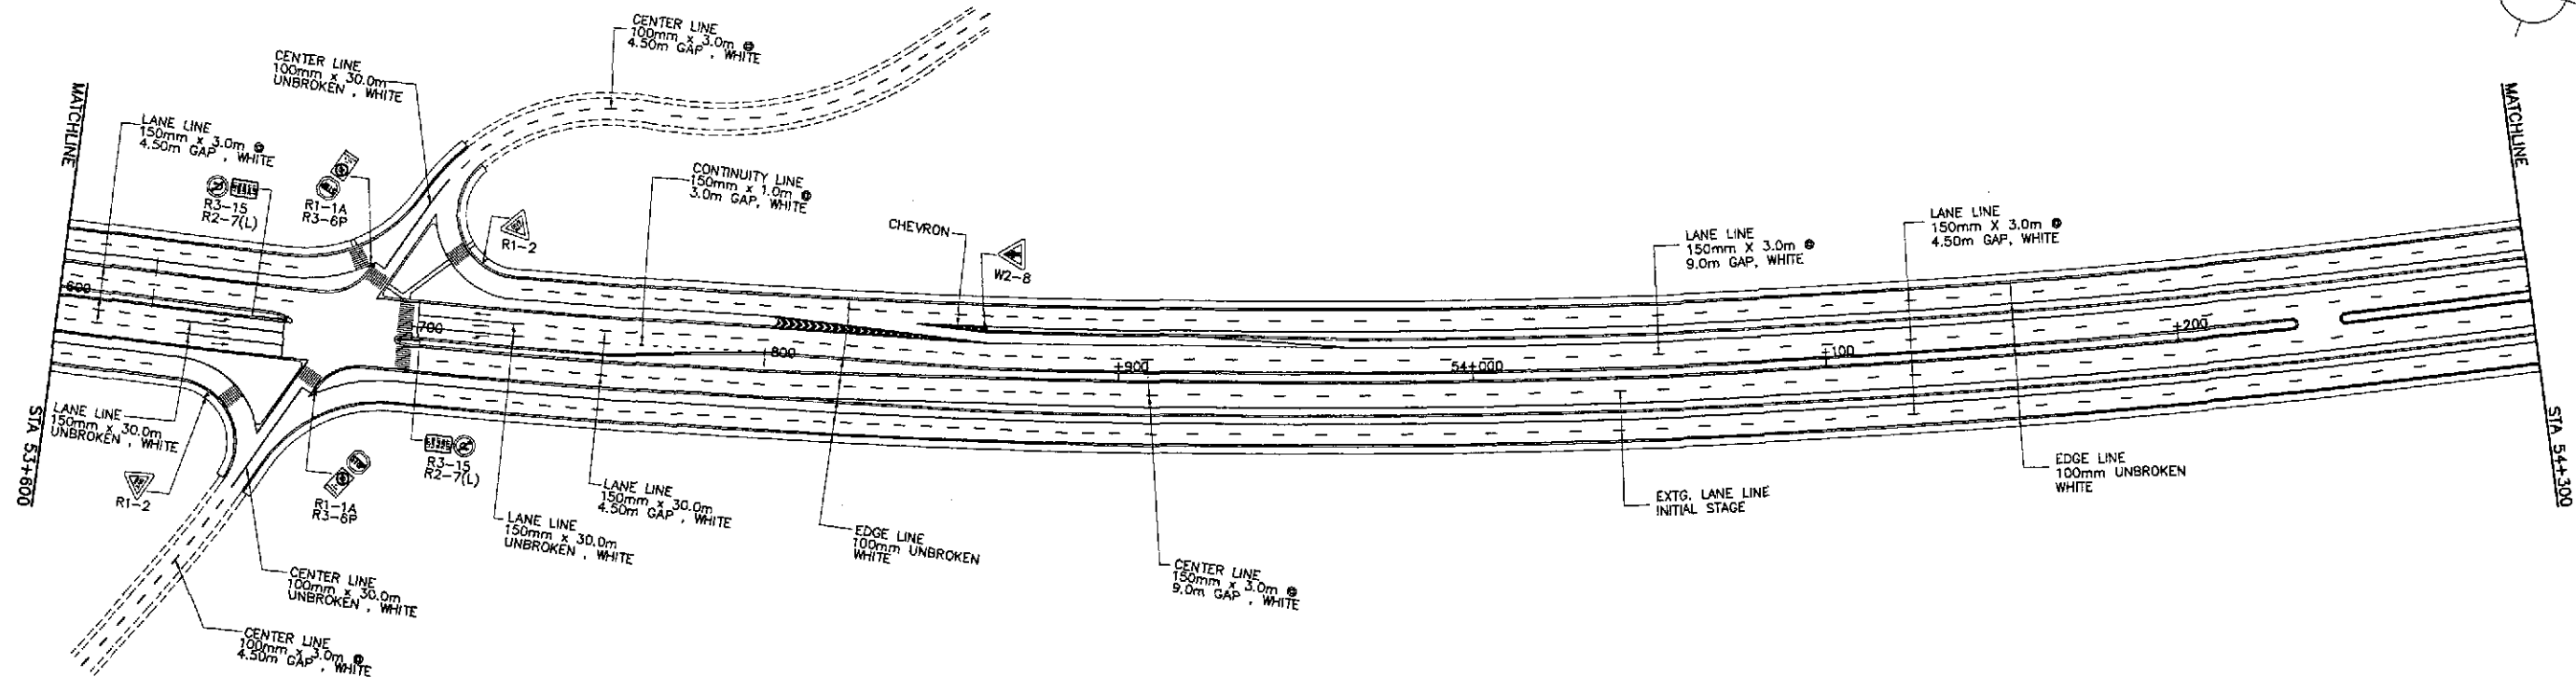 CENTER LINE
100mm x 3.0m @
4.50m GAP , WHITE
CENTER LINE
100mm x 30.0m
UNBROKEN , WHITE
MATCHLINE
LANE LINE
150mm x 3.0m @
4.50m GAP , WHITE
R3-15
R2-7(L)
R1-1A
R3-6P
CONTINUITY LINE
150mm x 1.0m @
3.0m GAP, WHITE
R1-2
CHEVRON
W2-8
LANE LINE
150mm X 3.0m @
9.0m GAP, WHITE
LANE LINE
150mm X 3.0m @
4.50m GAP, WHITE
MATCHLINE
600
700
800
+900
54+000
+100
+200
STA 53+600
LANE LINE
150mm x 30.0m
UNBROKEN , WHITE
R1-2
STOP
R1-1A
R3-6P
R3-15
R2-7(L)
LANE LINE
150mm x 30.0m
UNBROKEN , WHITE
LANE LINE
150mm x 30.0m
4.50m GAP , WHITE
EDGE LINE
100mm UNBROKEN
WHITE
CENTER LINE
150mm x 3.0m @
9.0m GAP , WHITE
EXTG. LANE LINE
INITIAL STAGE
EDGE LINE
100mm UNBROKEN
WHITE
STA 54+300
CENTER LINE
100mm x 30.0m
UNBROKEN , WHITE
CENTER LINE
100mm x 3.0m @
4.50m GAP , WHITE